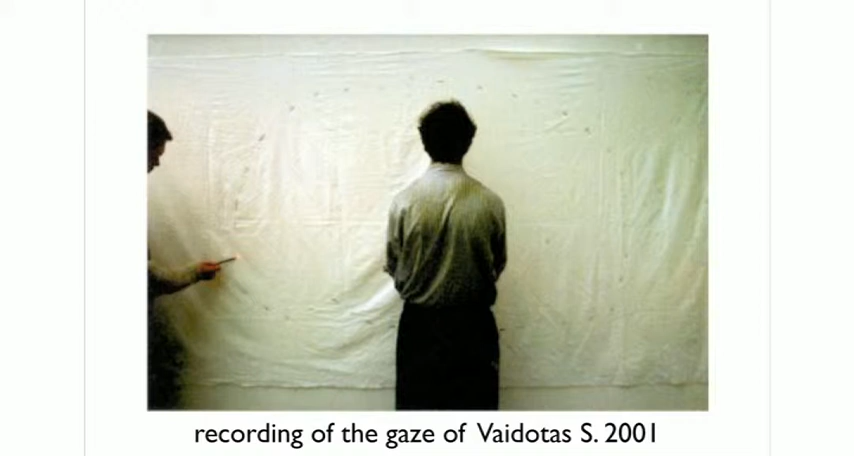 recording of the gaze of Vaidotas S. 2001